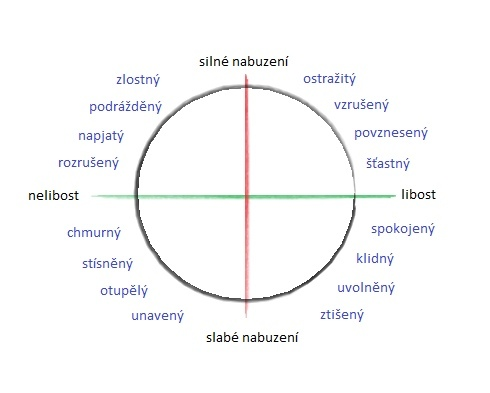 silné nabuzení
zlostný
ostražitý
podrážděný
vzrušený
napjatý
povznesený
rozrušený
šťastný
nelibost
libost
chmurný
spokojený
stísněný
klidný
otupělý
uvolněný
unavený
ztišený
slabé nabuzení